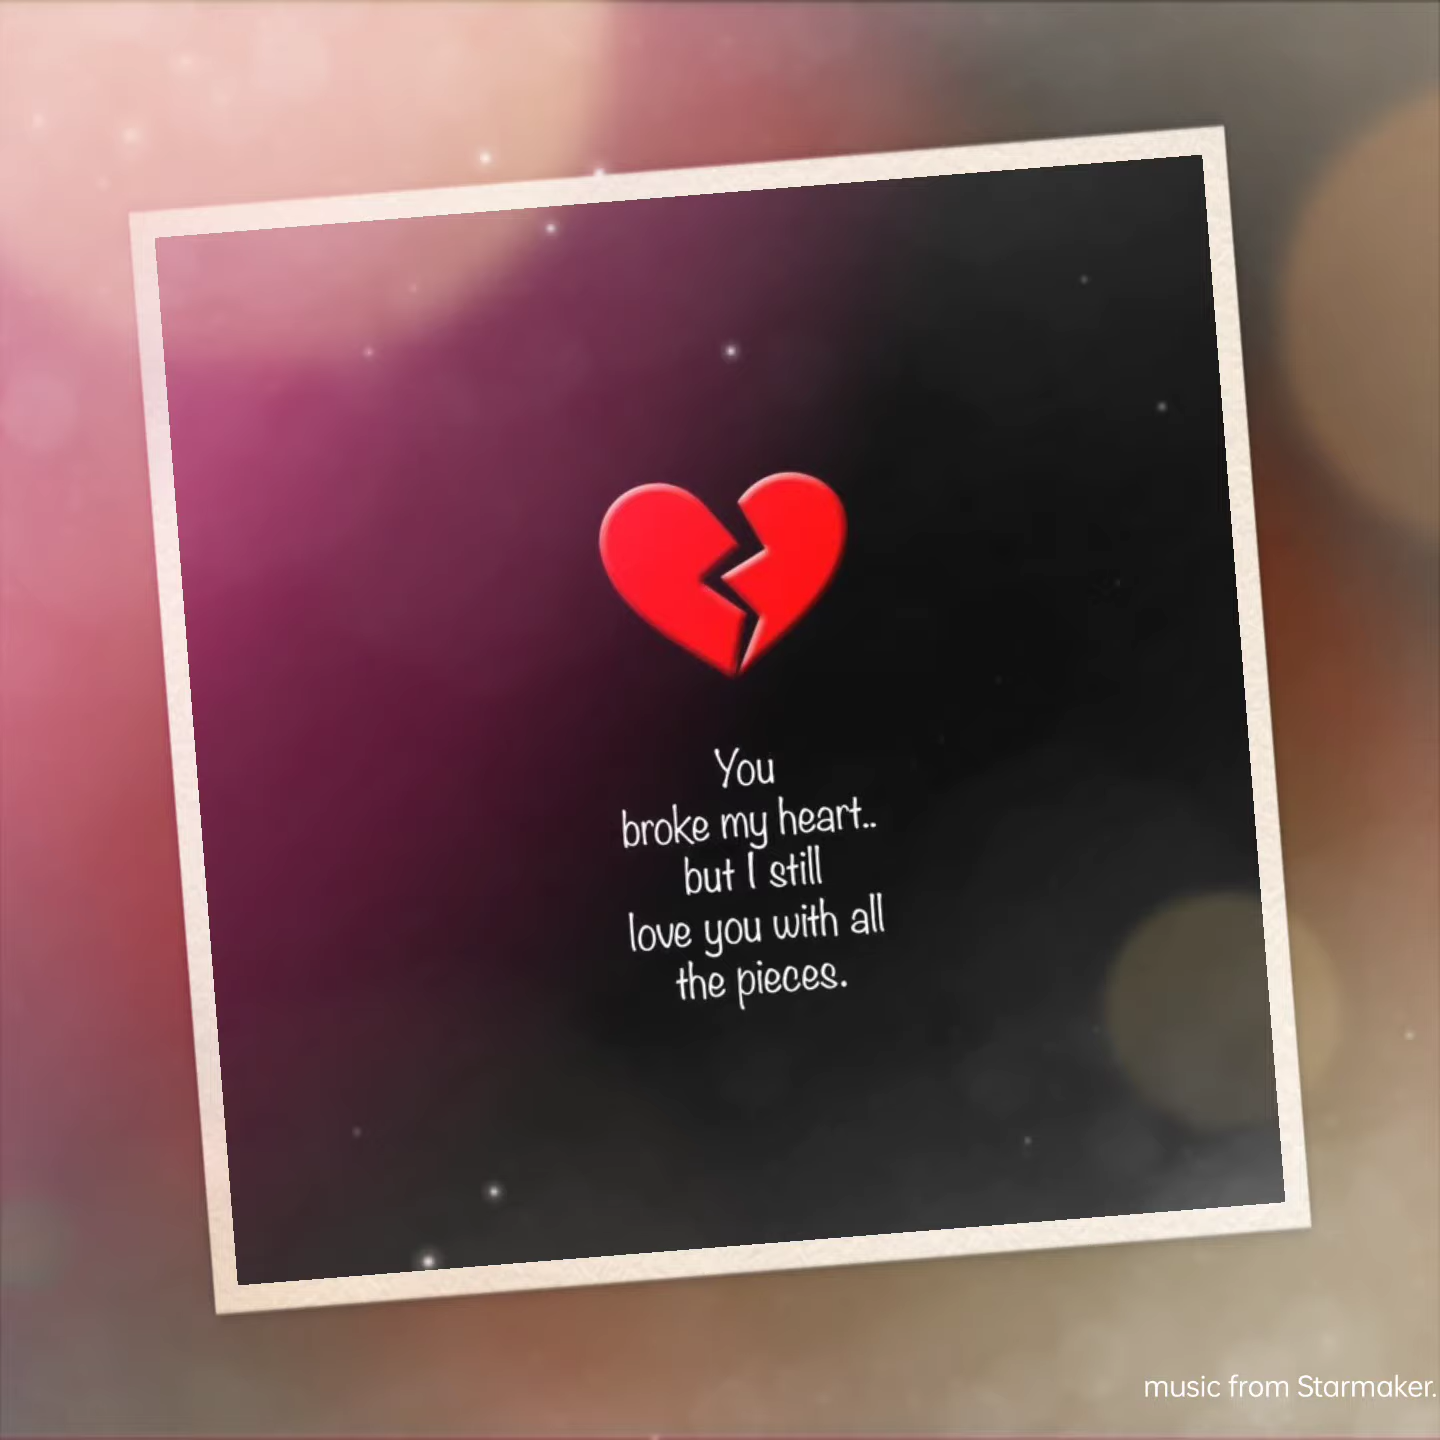 You
broke my heart..
but I still
love you with all
the pieces.
music from Starmaker.